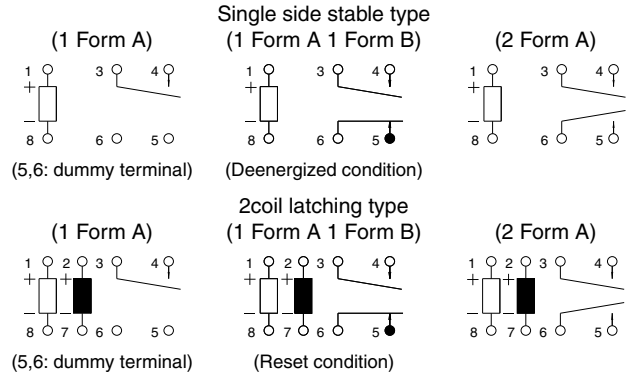 Single side stable type
(1 Form A) (1 Form A 1 Form B) (2 Form A)
1 3 4 1 3 4 1 3 4
+ + +
– – –
8 6 5 8 6 5 8 6 5
(5,6: dummy terminal) (Deenergized condition)
2coil latching type
(1 Form A) (1 Form A 1 Form B) (2 Form A)
1 2 3 4 1 2 3 4 1 2 3 4
+ + + + + +
– – – – – –
8 7 6 5 8 7 6 5 8 7 6 5
(5,6: dummy terminal) (Reset condition)